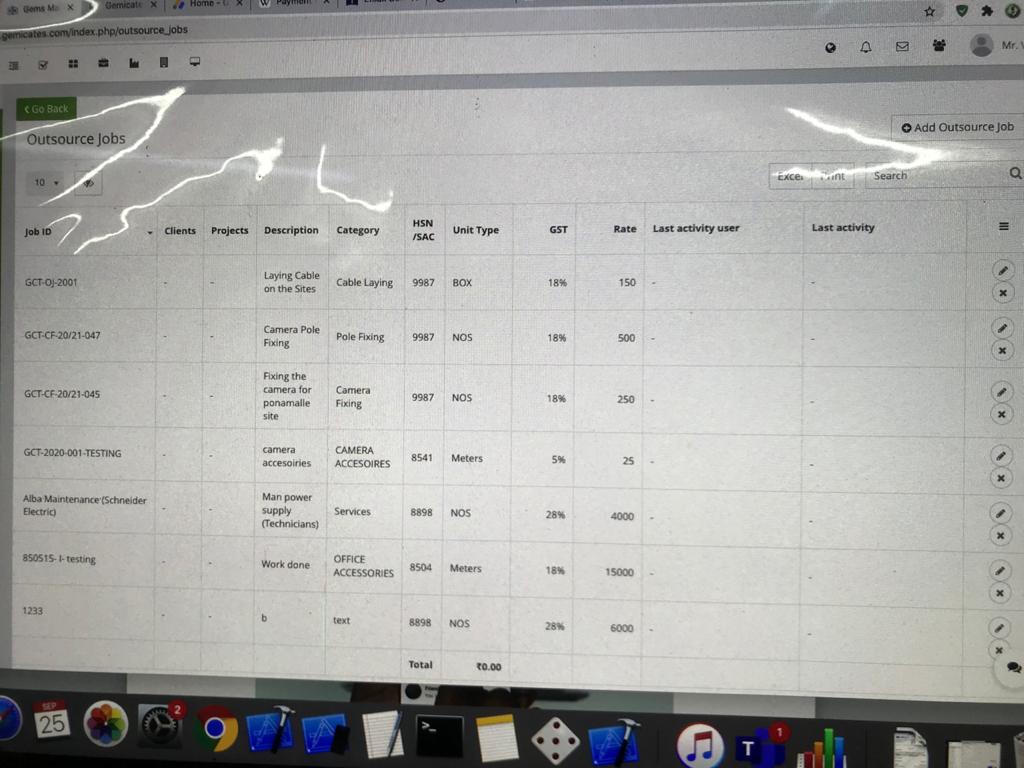 Gems Ma
Gemicate
Home -
Payment
gemicates.com/index.php/outsource_jobs
Mr.
< Go Back
Outsource Jobs
Add Outsource Job
10
Excel
Print
Search
Job ID Clients Projects Description Category HSN /SAC Unit Type GST Rate Last activity user Last activity
GCT-OJ-2001 - - Laying Cable on the Sites Cable Laying 9987 BOX 18% 150 - -
GCT-CF-20/21-047 - - Camera Pole Fixing Pole Fixing 9987 NOS 18% 500 - -
GCT-CF-20/21-045 - - Fixing the camera for ponamalle site Camera Fixing 9987 NOS 18% 250 - -
GCT-2020-001-TESTING - - camera accesoiries CAMERA ACCESOIRES 8541 Meters 5% 25 - -
Alba Maintenance (Schneider Electric) - - Man power supply (Technicians) Services 8898 NOS 28% 4000 - -
850515- I- testing - - Work done OFFICE ACCESSORIES 8504 Meters 18% 15000 - -
1233 - - b text 8898 NOS 28% 6000 - -
Total ₹0.00
SEP
25
2
>_
T
1